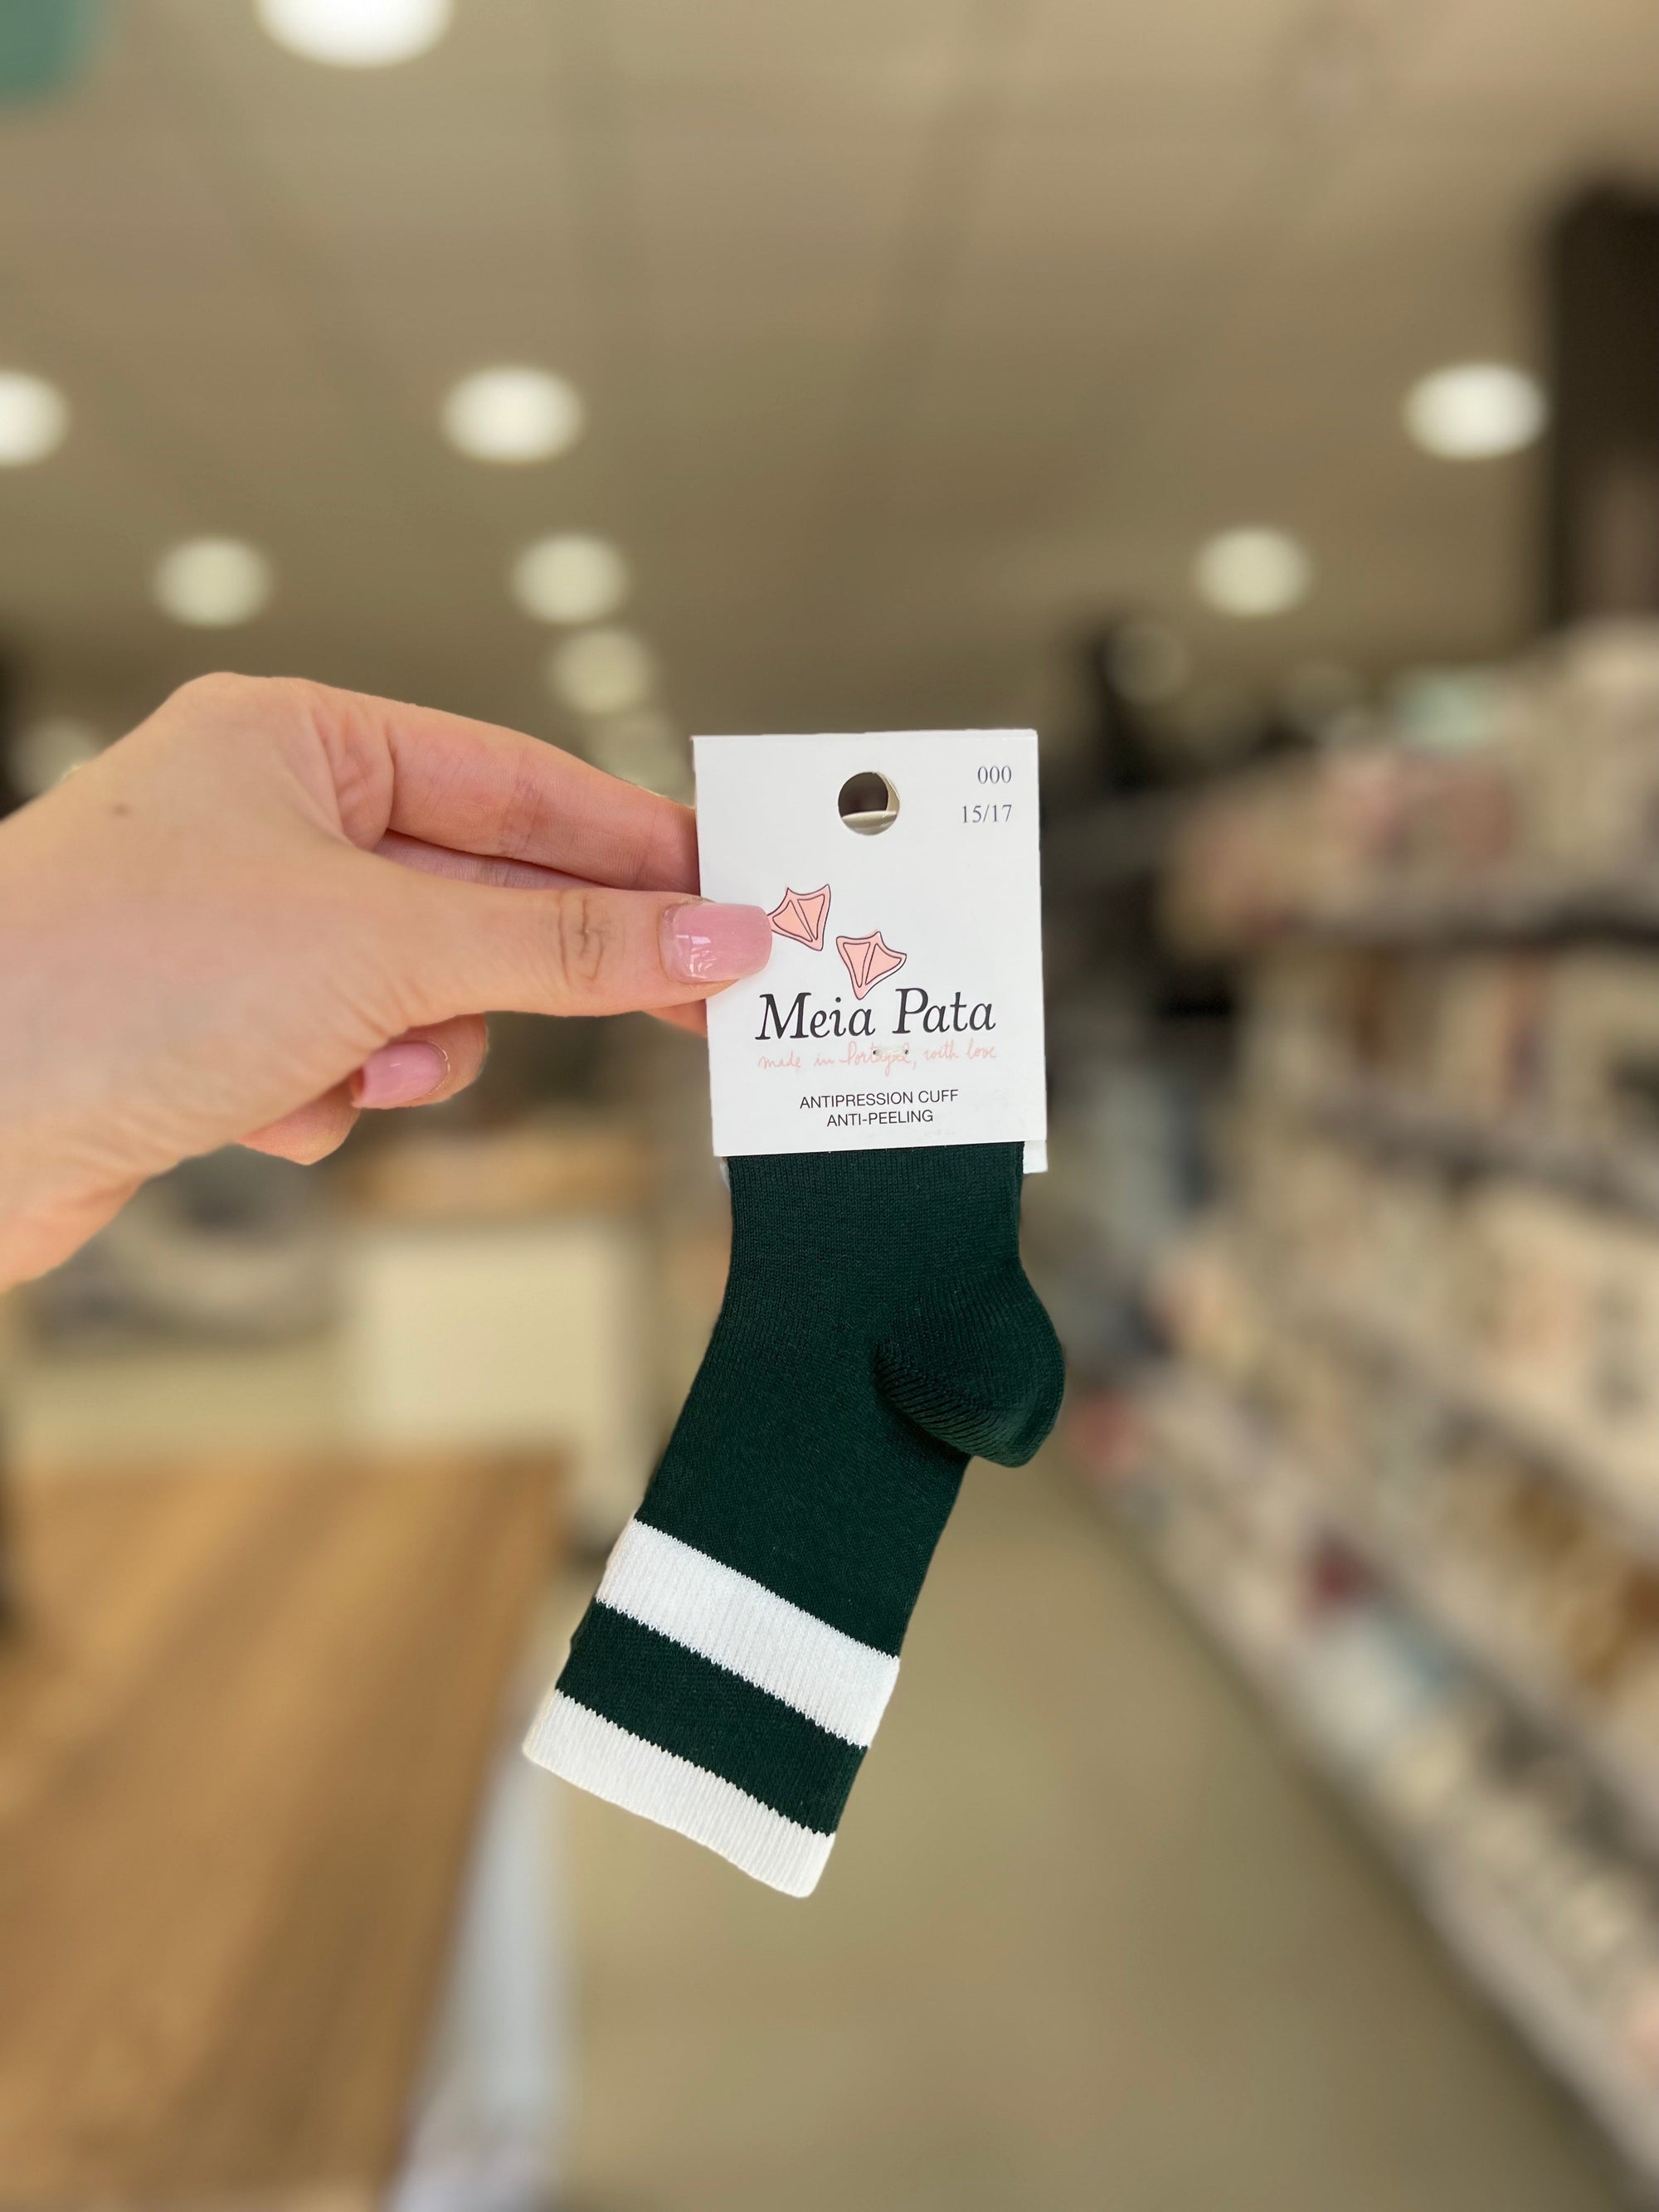 000
15/17
Meia Pata
made in Portugal, with love
ANTIPRESSION CUFF
ANTI-PEELING